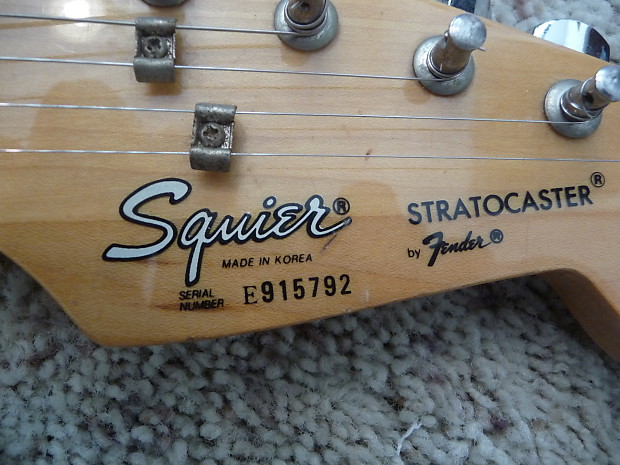 Squier®
MADE IN KOREA
SERIAL
NUMBER E915792
STRATOCASTER®
by Fender®